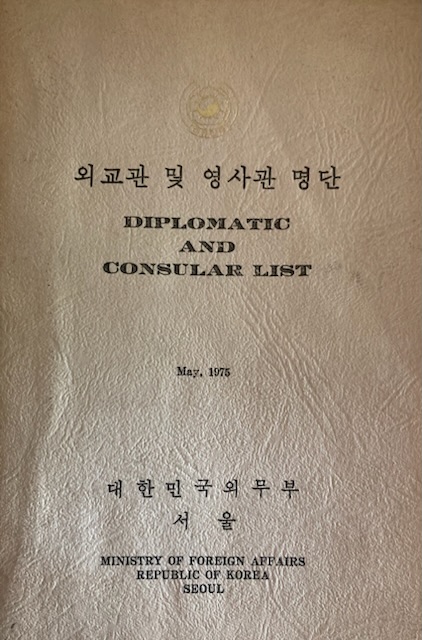 외교관 및 영사관 명단
DIPLOMATIC
AND
CONSULAR LIST
May, 1975
대한민국외무부
서울
MINISTRY OF FOREIGN AFFAIRS
REPUBLIC OF KOREA
SEOUL